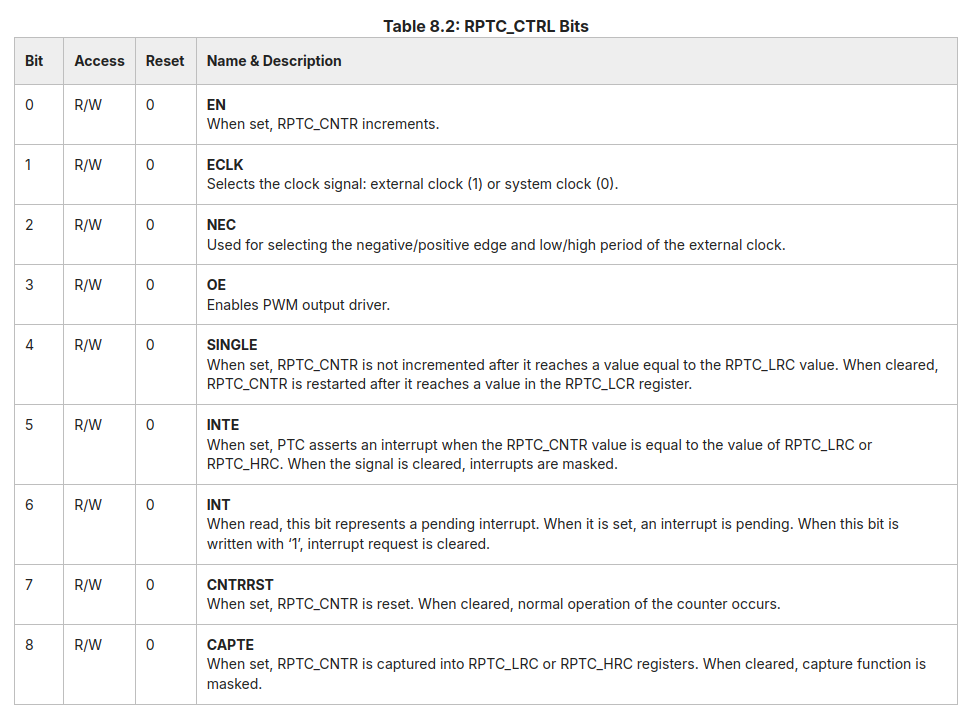 Table 8.2: RPTC_CTRL Bits
Bit Access Reset Name & Description
0 R/W 0 EN
When set, RPTC_CNTR increments.
1 R/W 0 ECLK
Selects the clock signal: external clock (1) or system clock (0).
2 R/W 0 NEC
Used for selecting the negative/positive edge and low/high period of the external clock.
3 R/W 0 OE
Enables PWM output driver.
4 R/W 0 SINGLE
When set, RPTC_CNTR is not incremented after it reaches a value equal to the RPTC_LRC value. When cleared,
RPTC_CNTR is restarted after it reaches a value in the RPTC_LCR register.
5 R/W 0 INTE
When set, PTC asserts an interrupt when the RPTC_CNTR value is equal to the value of RPTC_LRC or
RPTC_HRC. When the signal is cleared, interrupts are masked.
6 R/W 0 INT
When read, this bit represents a pending interrupt. When it is set, an interrupt is pending. When this bit is
written with ‘1’, interrupt request is cleared.
7 R/W 0 CNTRRST
When set, RPTC_CNTR is reset. When cleared, normal operation of the counter occurs.
8 R/W 0 CAPTE
When set, RPTC_CNTR is captured into RPTC_LRC or RPTC_HRC registers. When cleared, capture function is
masked.